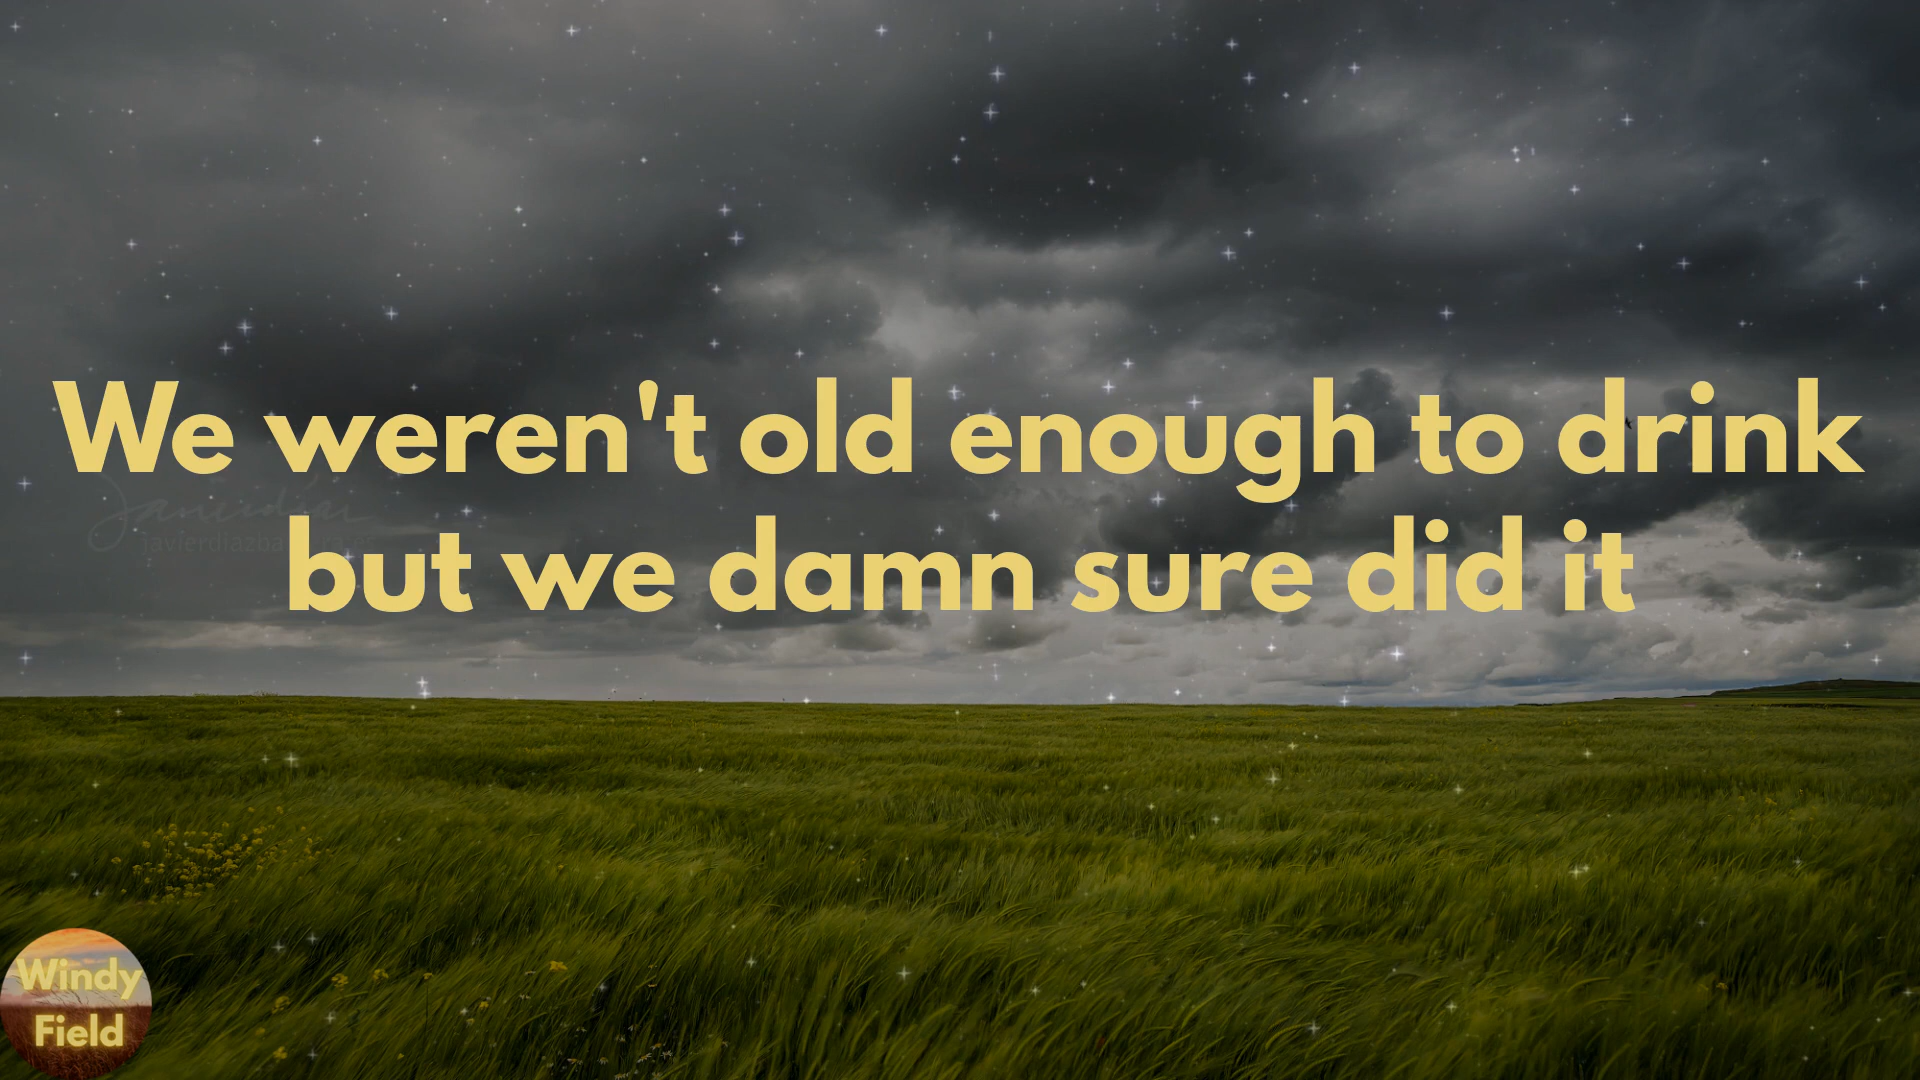 We weren't old enough to drink
but we damn sure did it
Windy
Field